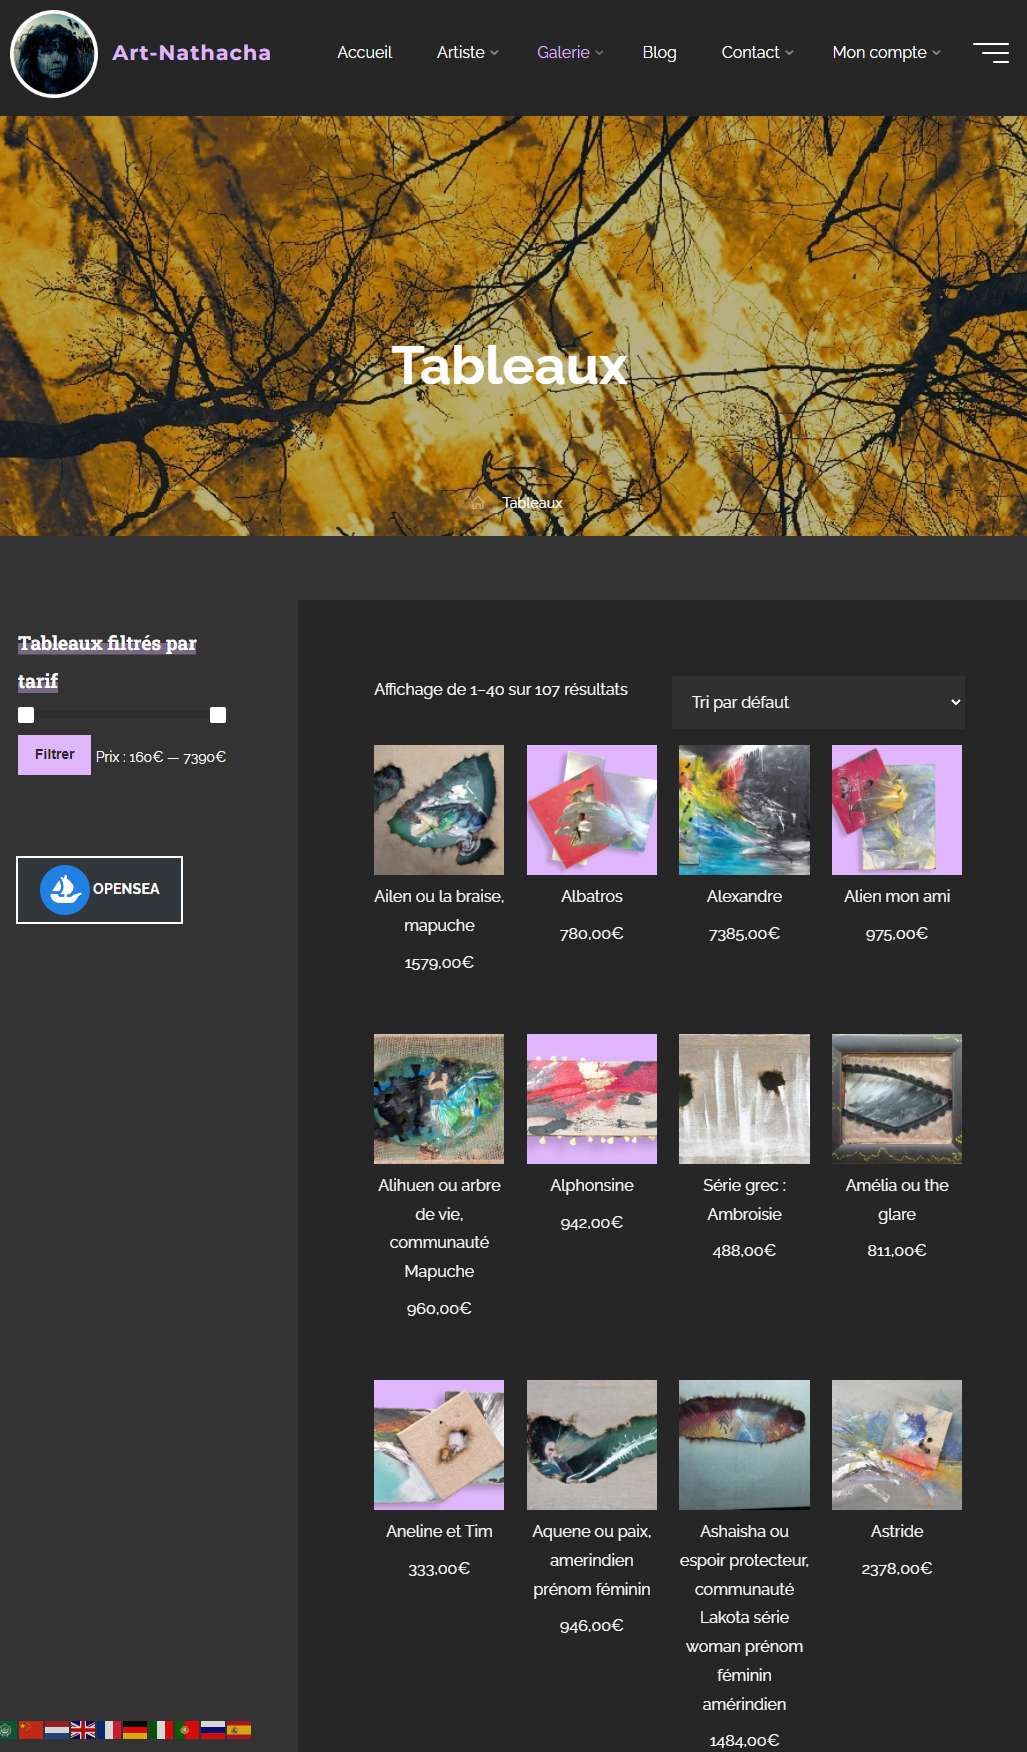 Art-Nathacha
Accueil Artiste Galerie Blog Contact Mon compte
Tableaux
Tableaux
Tableaux filtrés par
tarif
Filtrer Prix : 160€ — 7390€
OPENSEA
Affichage de 1–40 sur 107 résultats
Tri par défaut
Ailen ou la braise,
mapuche
1579,00€
Albatros
780,00€
Alexandre
7385,00€
Alien mon ami
975,00€
Alihuen ou arbre
de vie,
communauté
Mapuche
960,00€
Alphonsine
942,00€
Série grec :
Ambroisie
488,00€
Amélia ou the
glare
811,00€
Aneline et Tim
333,00€
Aquene ou paix,
amerindien
prénom féminin
946,00€
Ashaisha ou
espoir protecteur,
communauté
Lakota série
woman prénom
féminin
amérindien
1484,00€
Astride
2378,00€